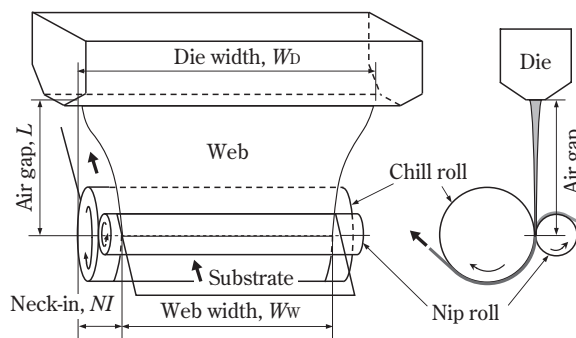 Die width, WD
Die
Air gap, L
Web
Air gap
Chill roll
Substrate
Neck-in, NI
Nip roll
Web width, WW